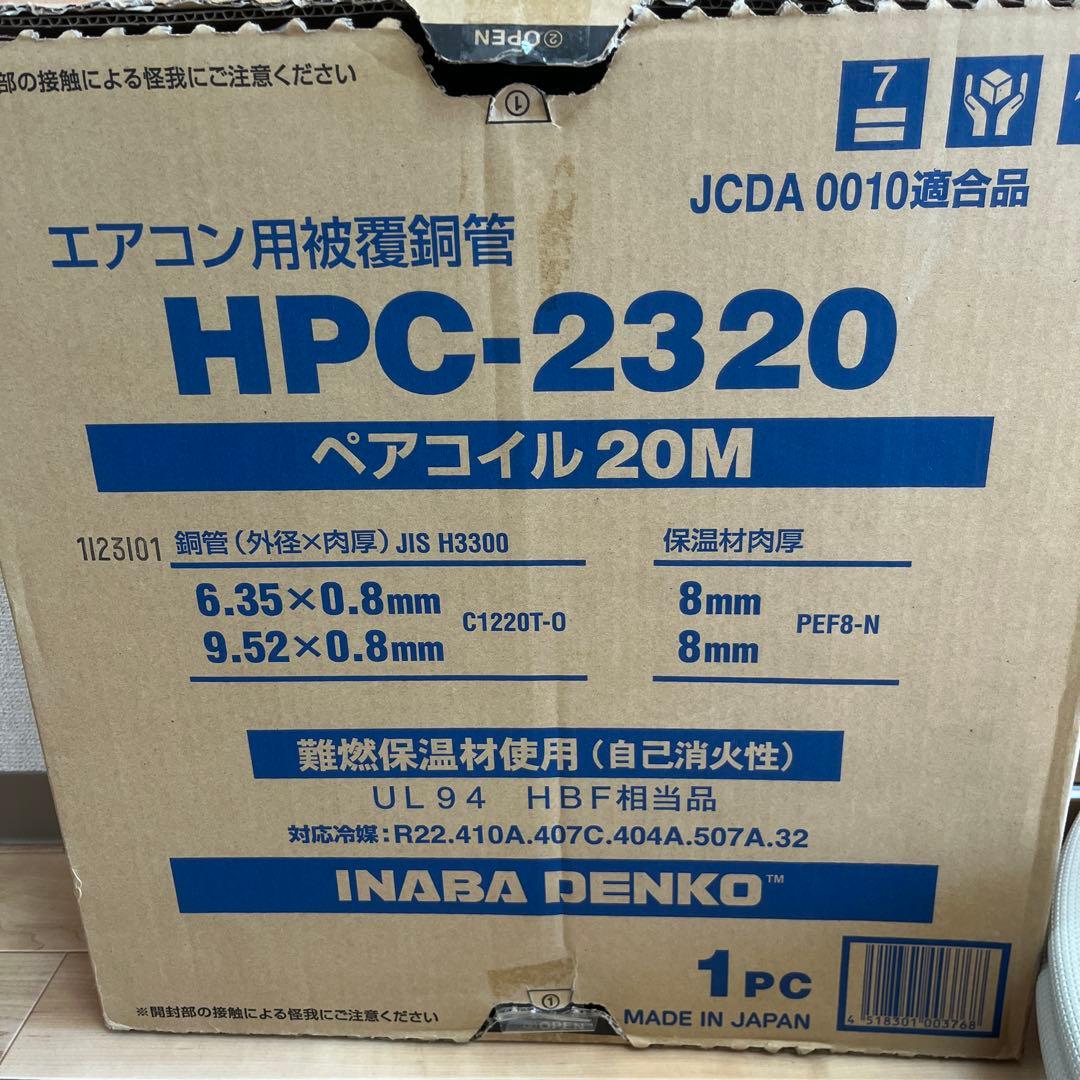 ②OPEN
部の接触による怪我にご注意ください
①
7
JCDA 0010適合品
エアコン用被覆銅管
HPC-2320
ペアコイル 20M
1123101 銅管(外径×肉厚) JIS H3300 保温材肉厚
6.35×0.8mm 8mm
C1220T-O PEF8-N
9.52×0.8mm 8mm
難燃保温材使用(自己消火性)
UL94 HBF相当品
対応冷媒:R22.410A.407C.404A.507A.32
INABA DENKO™
1PC
MADE IN JAPAN
4 518301 003768
※開封部の接触による怪我にご注意ください
①
OPEN